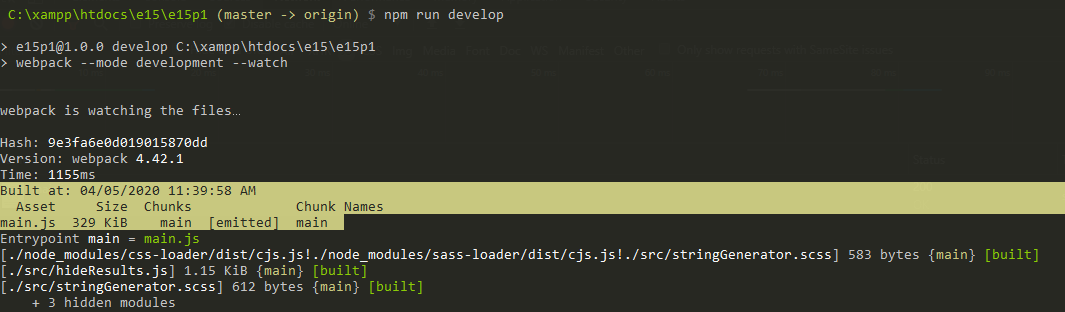 C:\xampp\htdocs\e15\e15p1 (master -> origin) $ npm run develop
> e15p1@1.0.0 develop C:\xampp\htdocs\e15\e15p1
> webpack --mode development --watch
webpack is watching the files…
Hash: 9e3fa6e0d019015870dd
Version: webpack 4.42.1
Time: 1155ms
Built at: 04/05/2020 11:39:58 AM
  Asset     Size  Chunks             Chunk Names
main.js  329 KiB    main  [emitted]  main
Entrypoint main = main.js
[./node_modules/css-loader/dist/cjs.js!./node_modules/sass-loader/dist/cjs.js!./src/stringGenerator.scss] 583 bytes {main} [built]
[./src/hideResults.js] 1.15 KiB {main} [built]
[./src/stringGenerator.scss] 612 bytes {main} [built]
    + 3 hidden modules